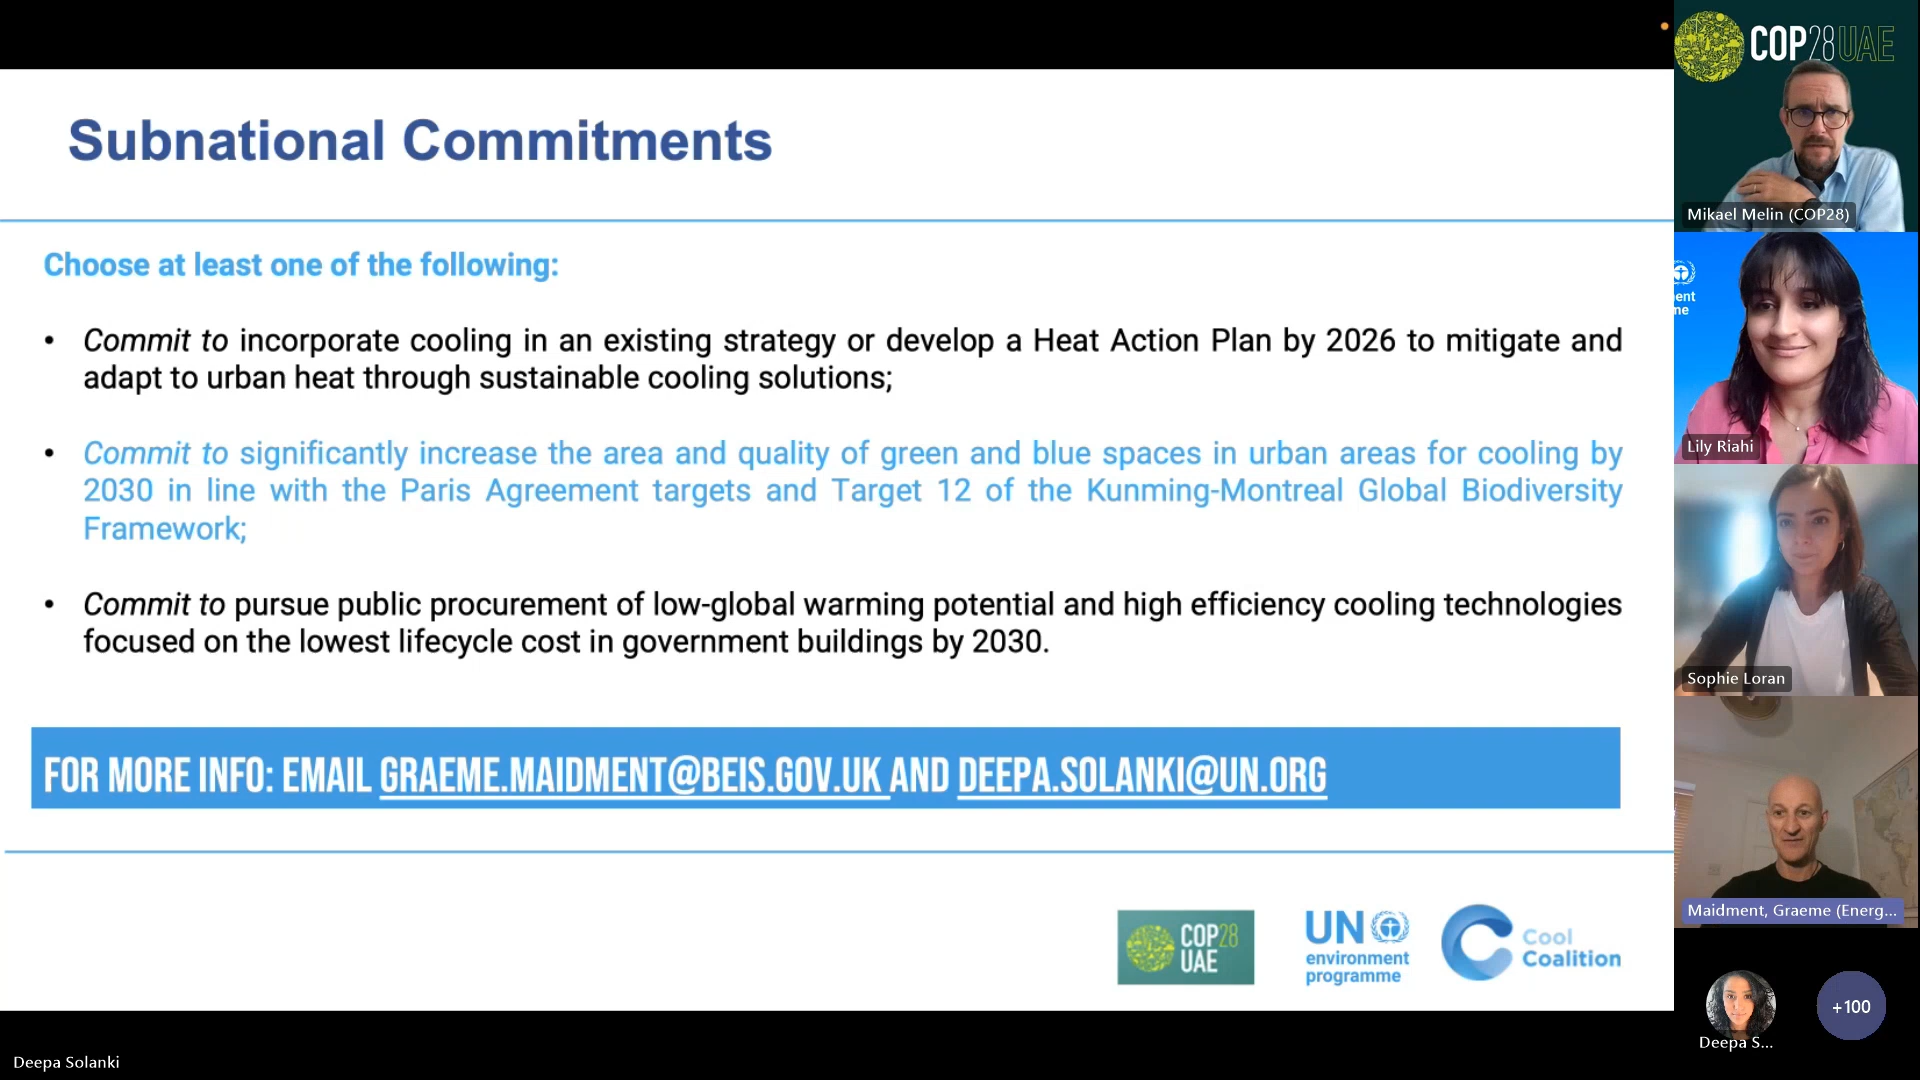 Subnational Commitments
Choose at least one of the following:
• Commit to incorporate cooling in an existing strategy or develop a Heat Action Plan by 2026 to mitigate and
adapt to urban heat through sustainable cooling solutions;
• Commit to significantly increase the area and quality of green and blue spaces in urban areas for cooling by
2030 in line with the Paris Agreement targets and Target 12 of the Kunming-Montreal Global Biodiversity
Framework;
• Commit to pursue public procurement of low-global warming potential and high efficiency cooling technologies
focused on the lowest lifecycle cost in government buildings by 2030.
FOR MORE INFO: EMAIL GRAEME.MAIDMENT@BEIS.GOV.UK AND DEEPA.SOLANKI@UN.ORG
COP28
UAE
UN
environment
programme
Cool
Coalition
Deepa Solanki
COP28UAE
Mikael Melin (COP28)
ent
me
Lily Riahi
Sophie Loran
Maidment, Graeme (Energ...
Deepa S...
+100